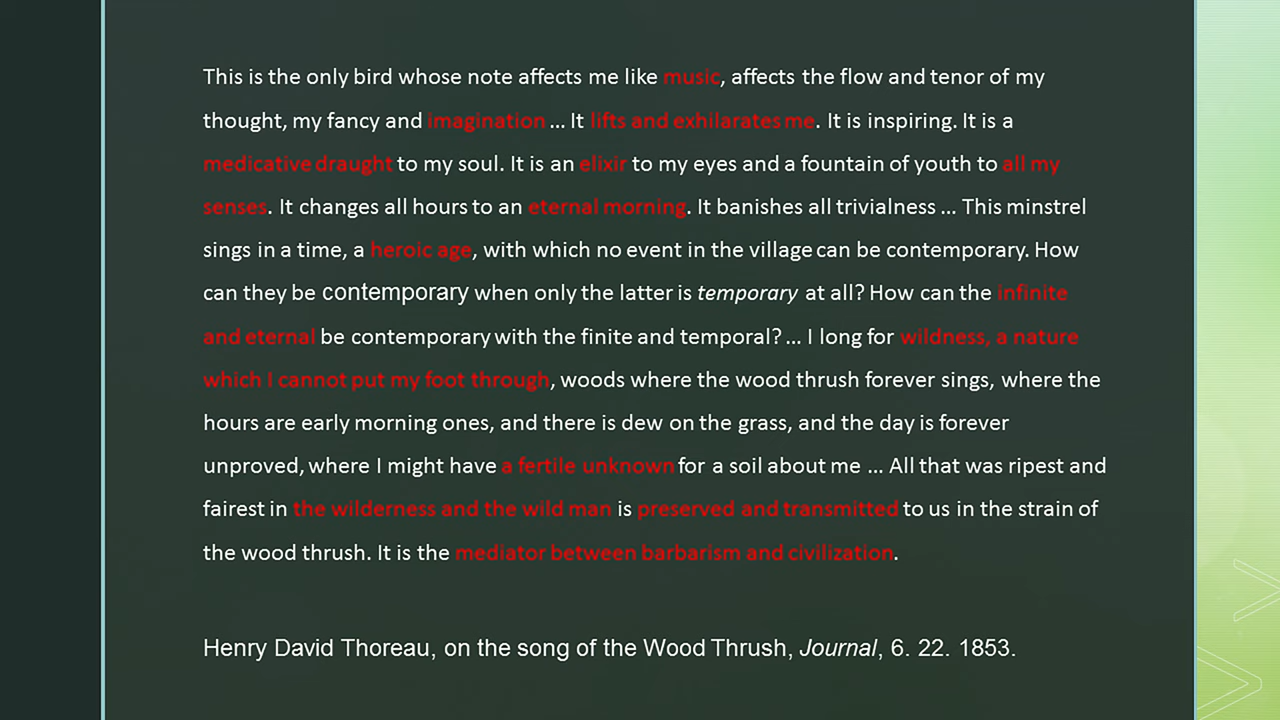 This is the only bird whose note affects me like music, affects the flow and tenor of my
thought, my fancy and imagination ... It lifts and exhilarates me. It is inspiring. It is a
medicative draught to my soul. It is an elixir to my eyes and a fountain of youth to all my
senses. It changes all hours to an eternal morning. It banishes all trivialness ... This minstrel
sings in a time, a heroic age, with which no event in the village can be contemporary. How
can they be contemporary when only the latter is temporary at all? How can the infinite
and eternal be contemporary with the finite and temporal? ... I long for wildness, a nature
which I cannot put my foot through, woods where the wood thrush forever sings, where the
hours are early morning ones, and there is dew on the grass, and the day is forever
unproved, where I might have a fertile unknown for a soil about me ... All that was ripest and
fairest in the wilderness and the wild man is preserved and transmitted to us in the strain of
the wood thrush. It is the mediator between barbarism and civilization.
Henry David Thoreau, on the song of the Wood Thrush, Journal, 6. 22. 1853.